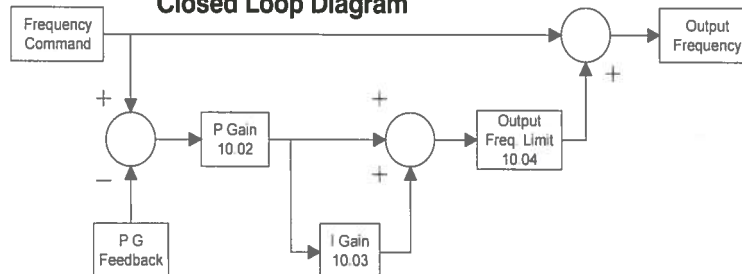 Closed Loop Diagram
Frequency
Command
Output
Frequency
+
+
+
P Gain
10.02
+
Output
Freq. Limit
10.04
−
P G
Feedback
I Gain
10.03